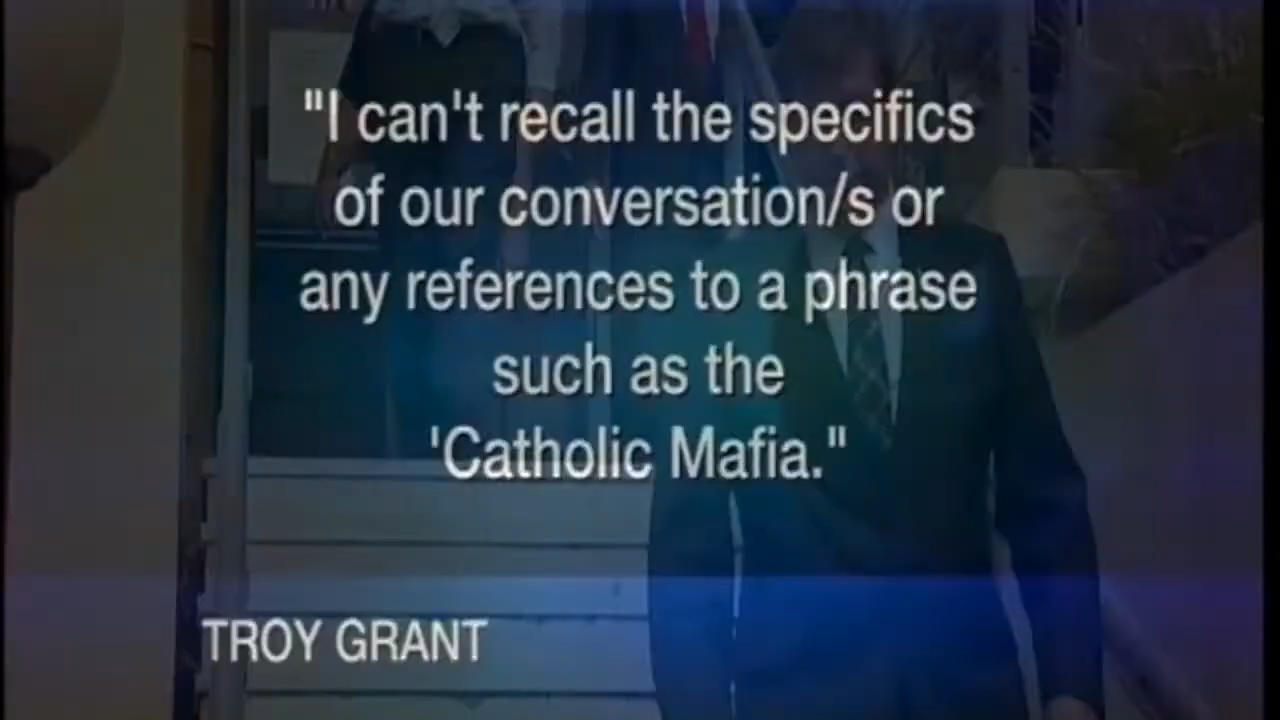 "I can't recall the specifics
of our conversation/s or
any references to a phrase
such as the
'Catholic Mafia."
TROY GRANT